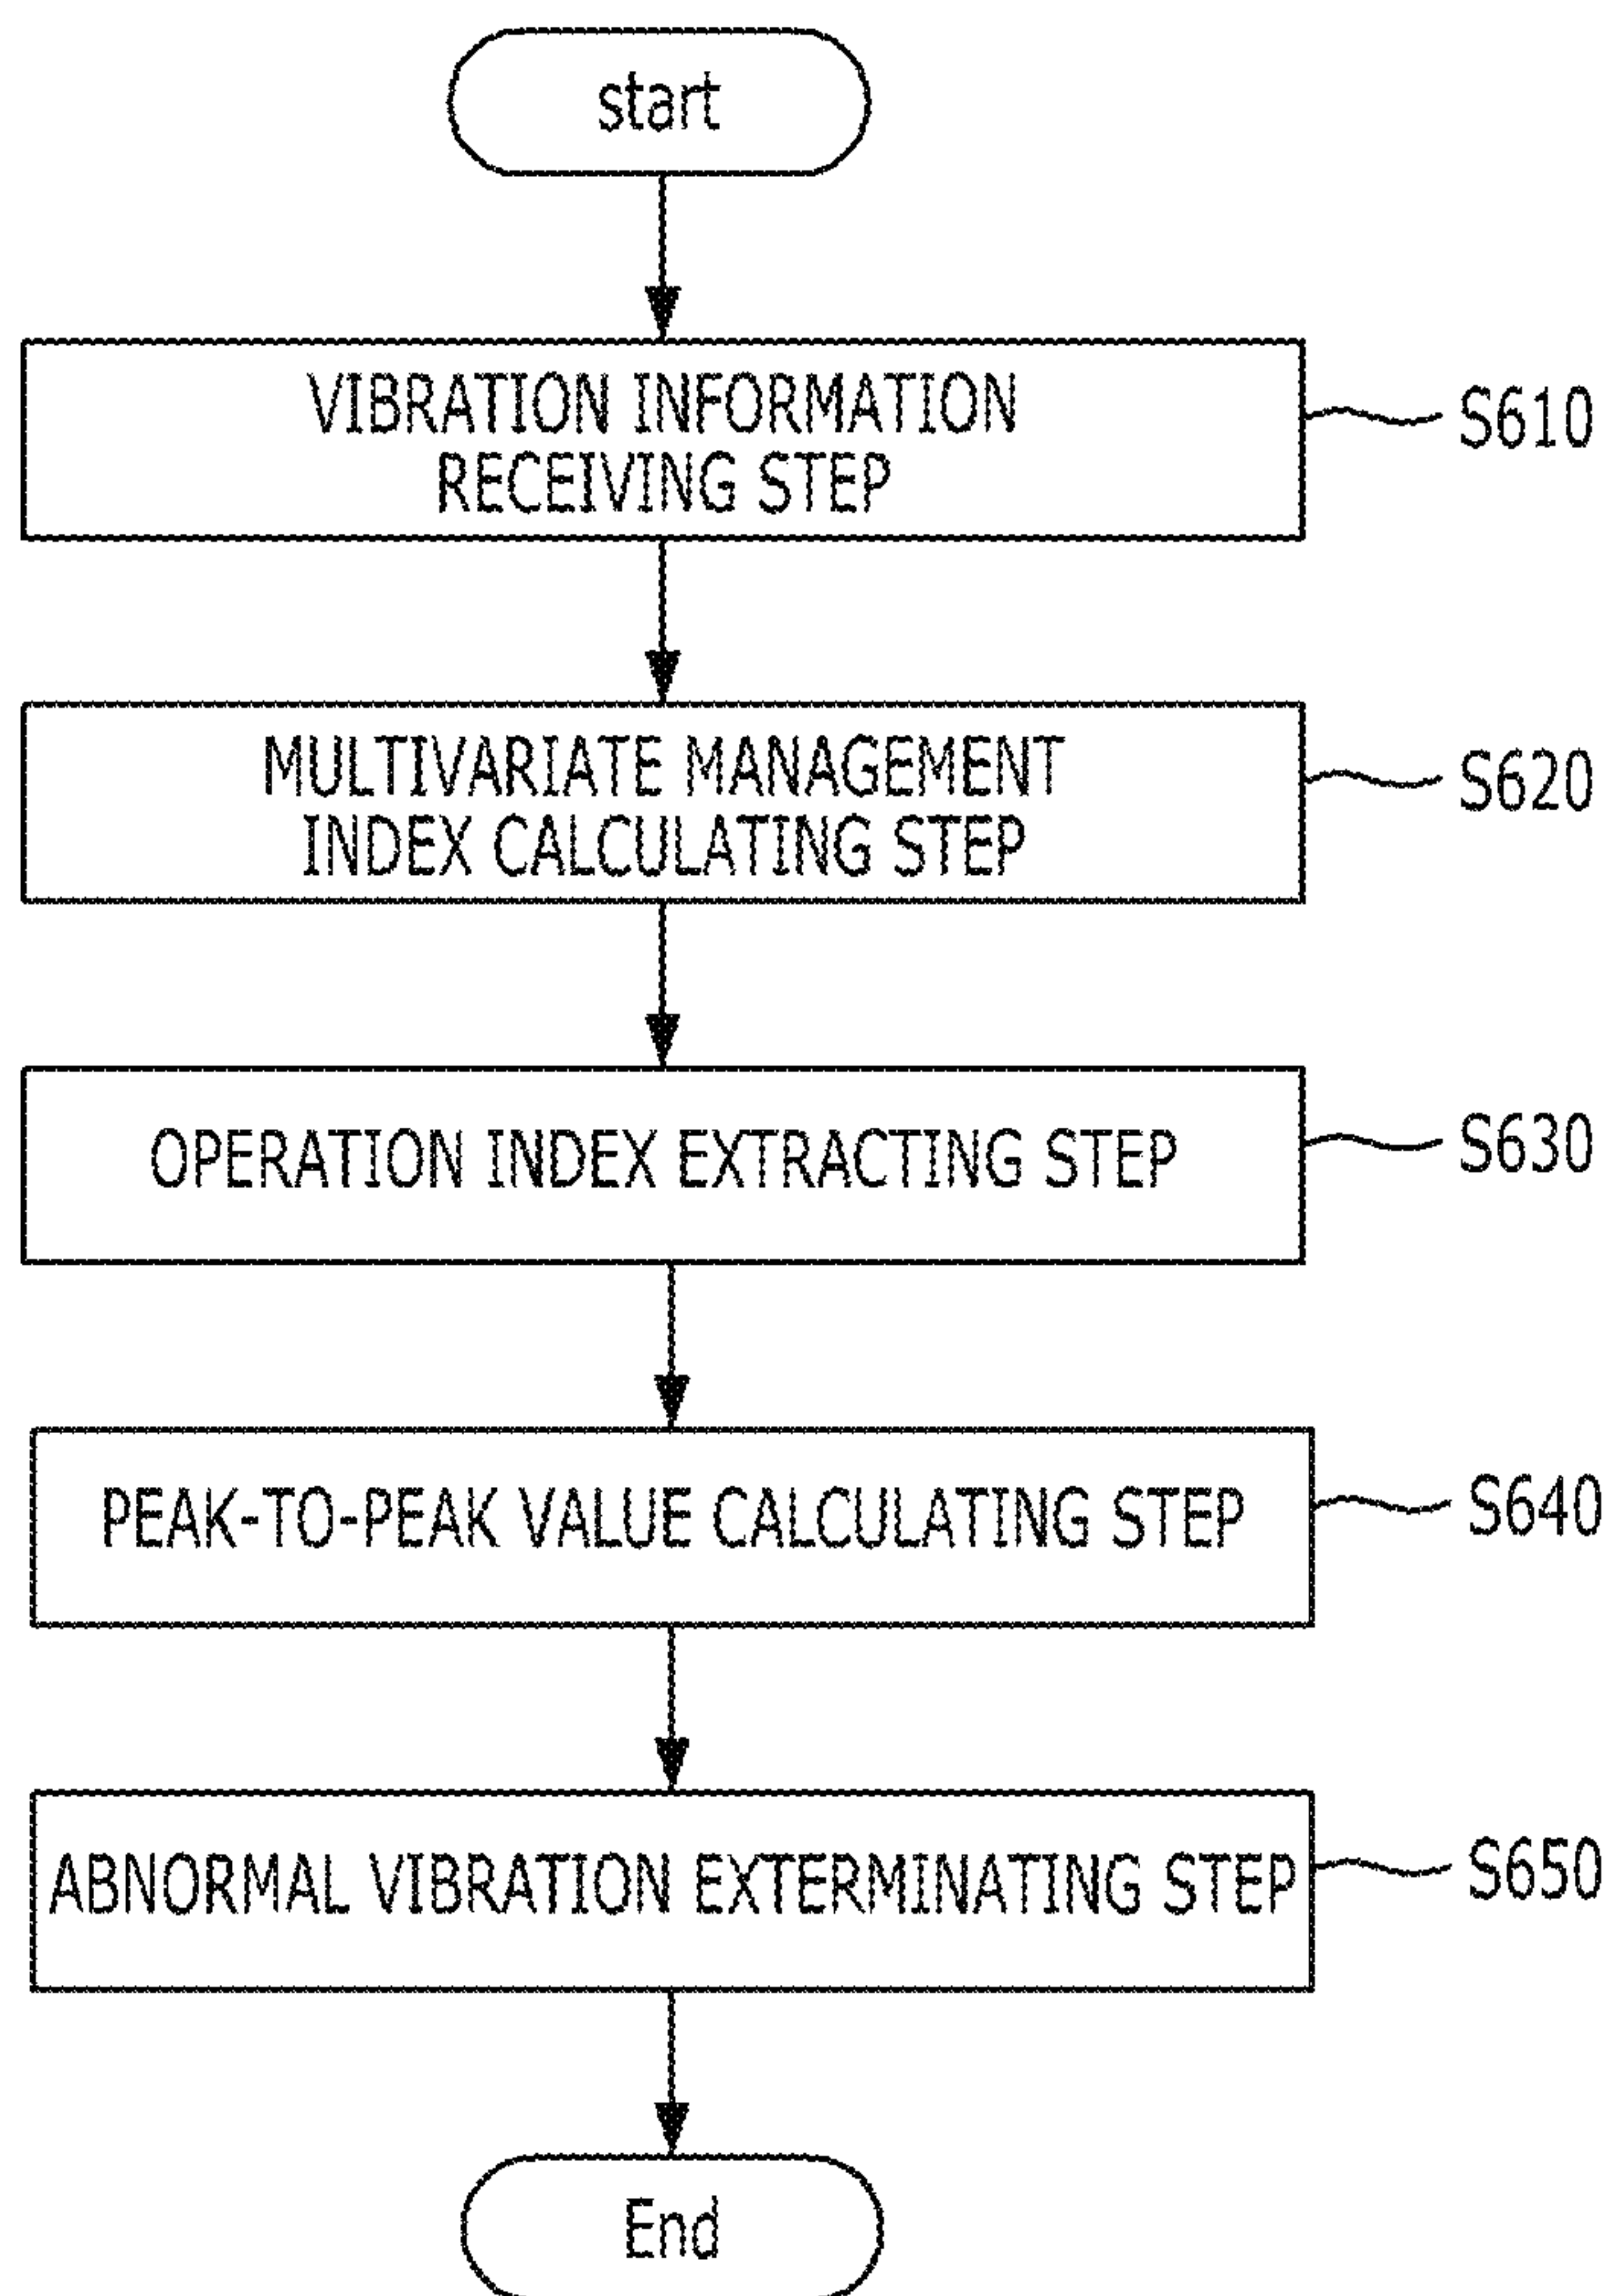 start
VIBRATION INFORMATION
RECEIVING STEP
S610
MULTIVARIATE MANAGEMENT
INDEX CALCULATING STEP
S620
OPERATION INDEX EXTRACTING STEP
S630
PEAK-TO-PEAK VALUE CALCULATING STEP
S640
ABNORMAL VIBRATION EXTERMINATING STEP
S650
End